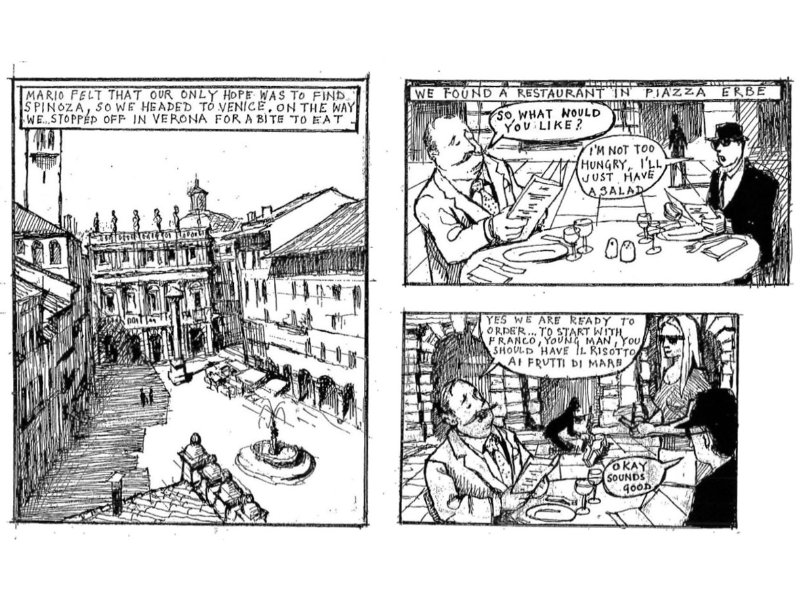 MARIO FELT THAT OUR ONLY HOPE WAS TO FIND
SPINOZA, SO WE HEADED TO VENICE. ON THE WAY
WE...STOPPED OFF IN VERONA FOR A BITE TO EAT
WE FOUND A RESTAURANT IN PIAZZA ERBE
SO, WHAT WOULD
YOU LIKE?
I'M NOT TOO
HUNGRY, I'LL
JUST HAVE
A SALAD
YES WE ARE READY TO
ORDER... TO START WITH
FRANCO, YOUNG MAN, YOU
SHOULD HAVE IL RISOTTO
AI FRUTTI DI MARE
OKAY
SOUNDS
GOOD